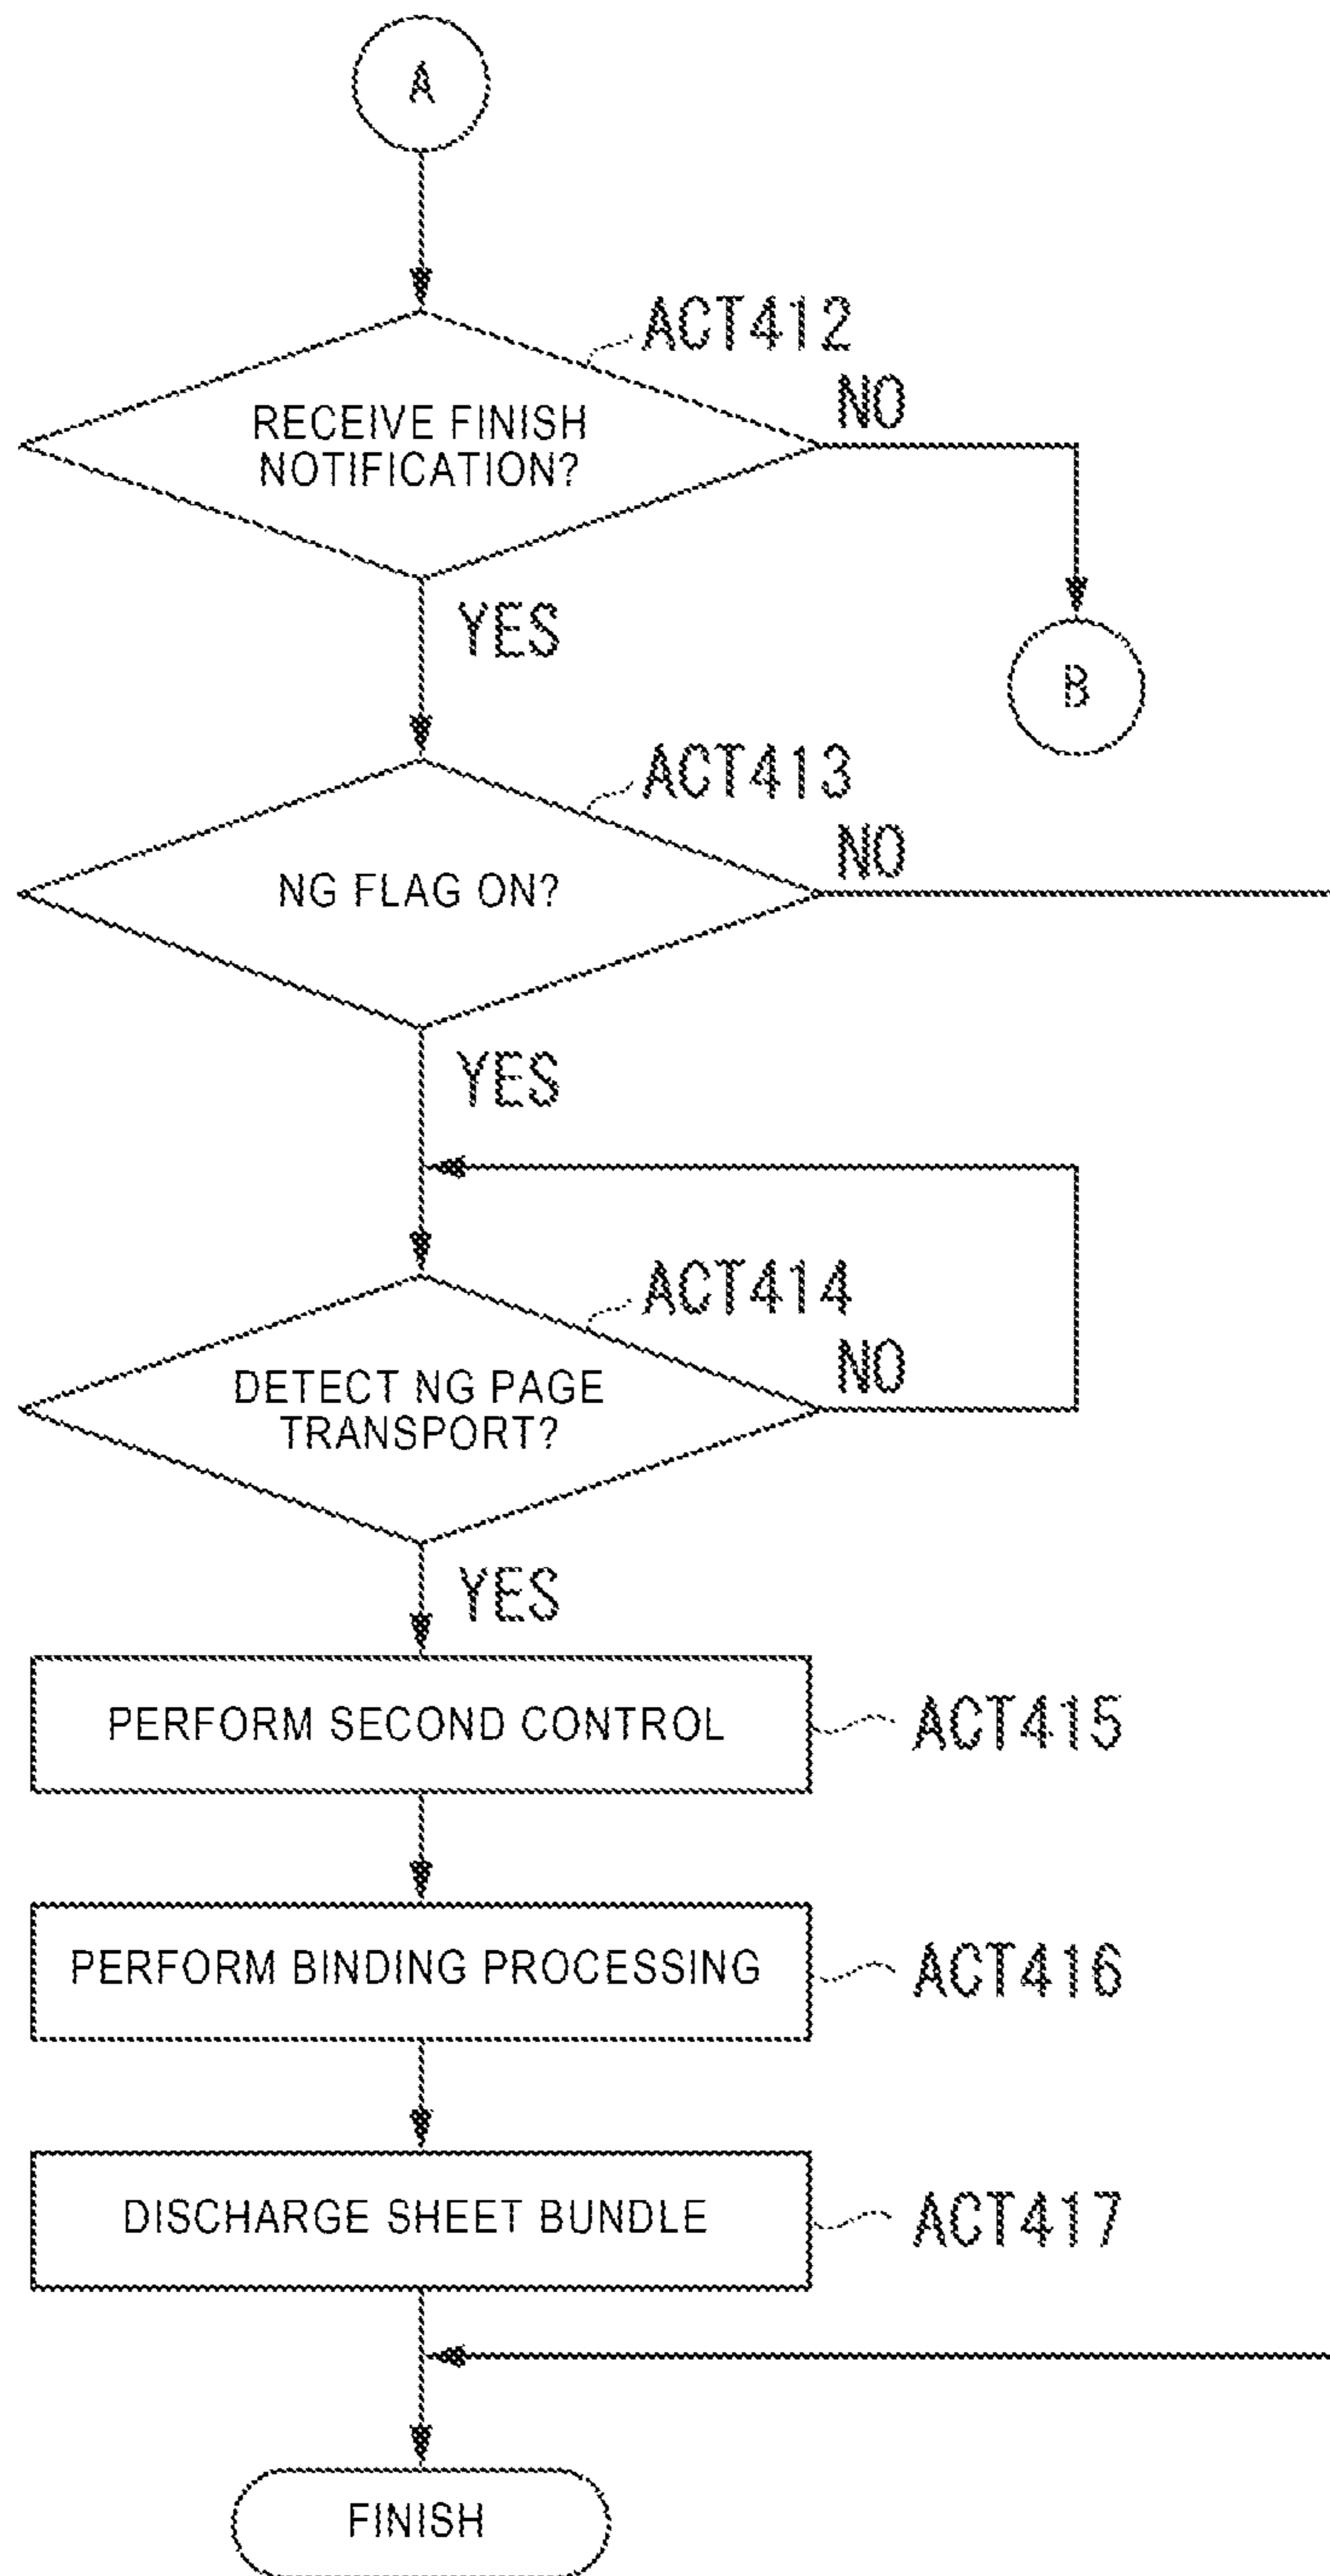 A
ACT412
RECEIVE FINISH
NOTIFICATION?
NO
YES
B
ACT413
NG FLAG ON?
NO
YES
ACT414
DETECT NG PAGE
TRANSPORT?
NO
YES
PERFORM SECOND CONTROL
ACT415
PERFORM BINDING PROCESSING
ACT416
DISCHARGE SHEET BUNDLE
ACT417
FINISH